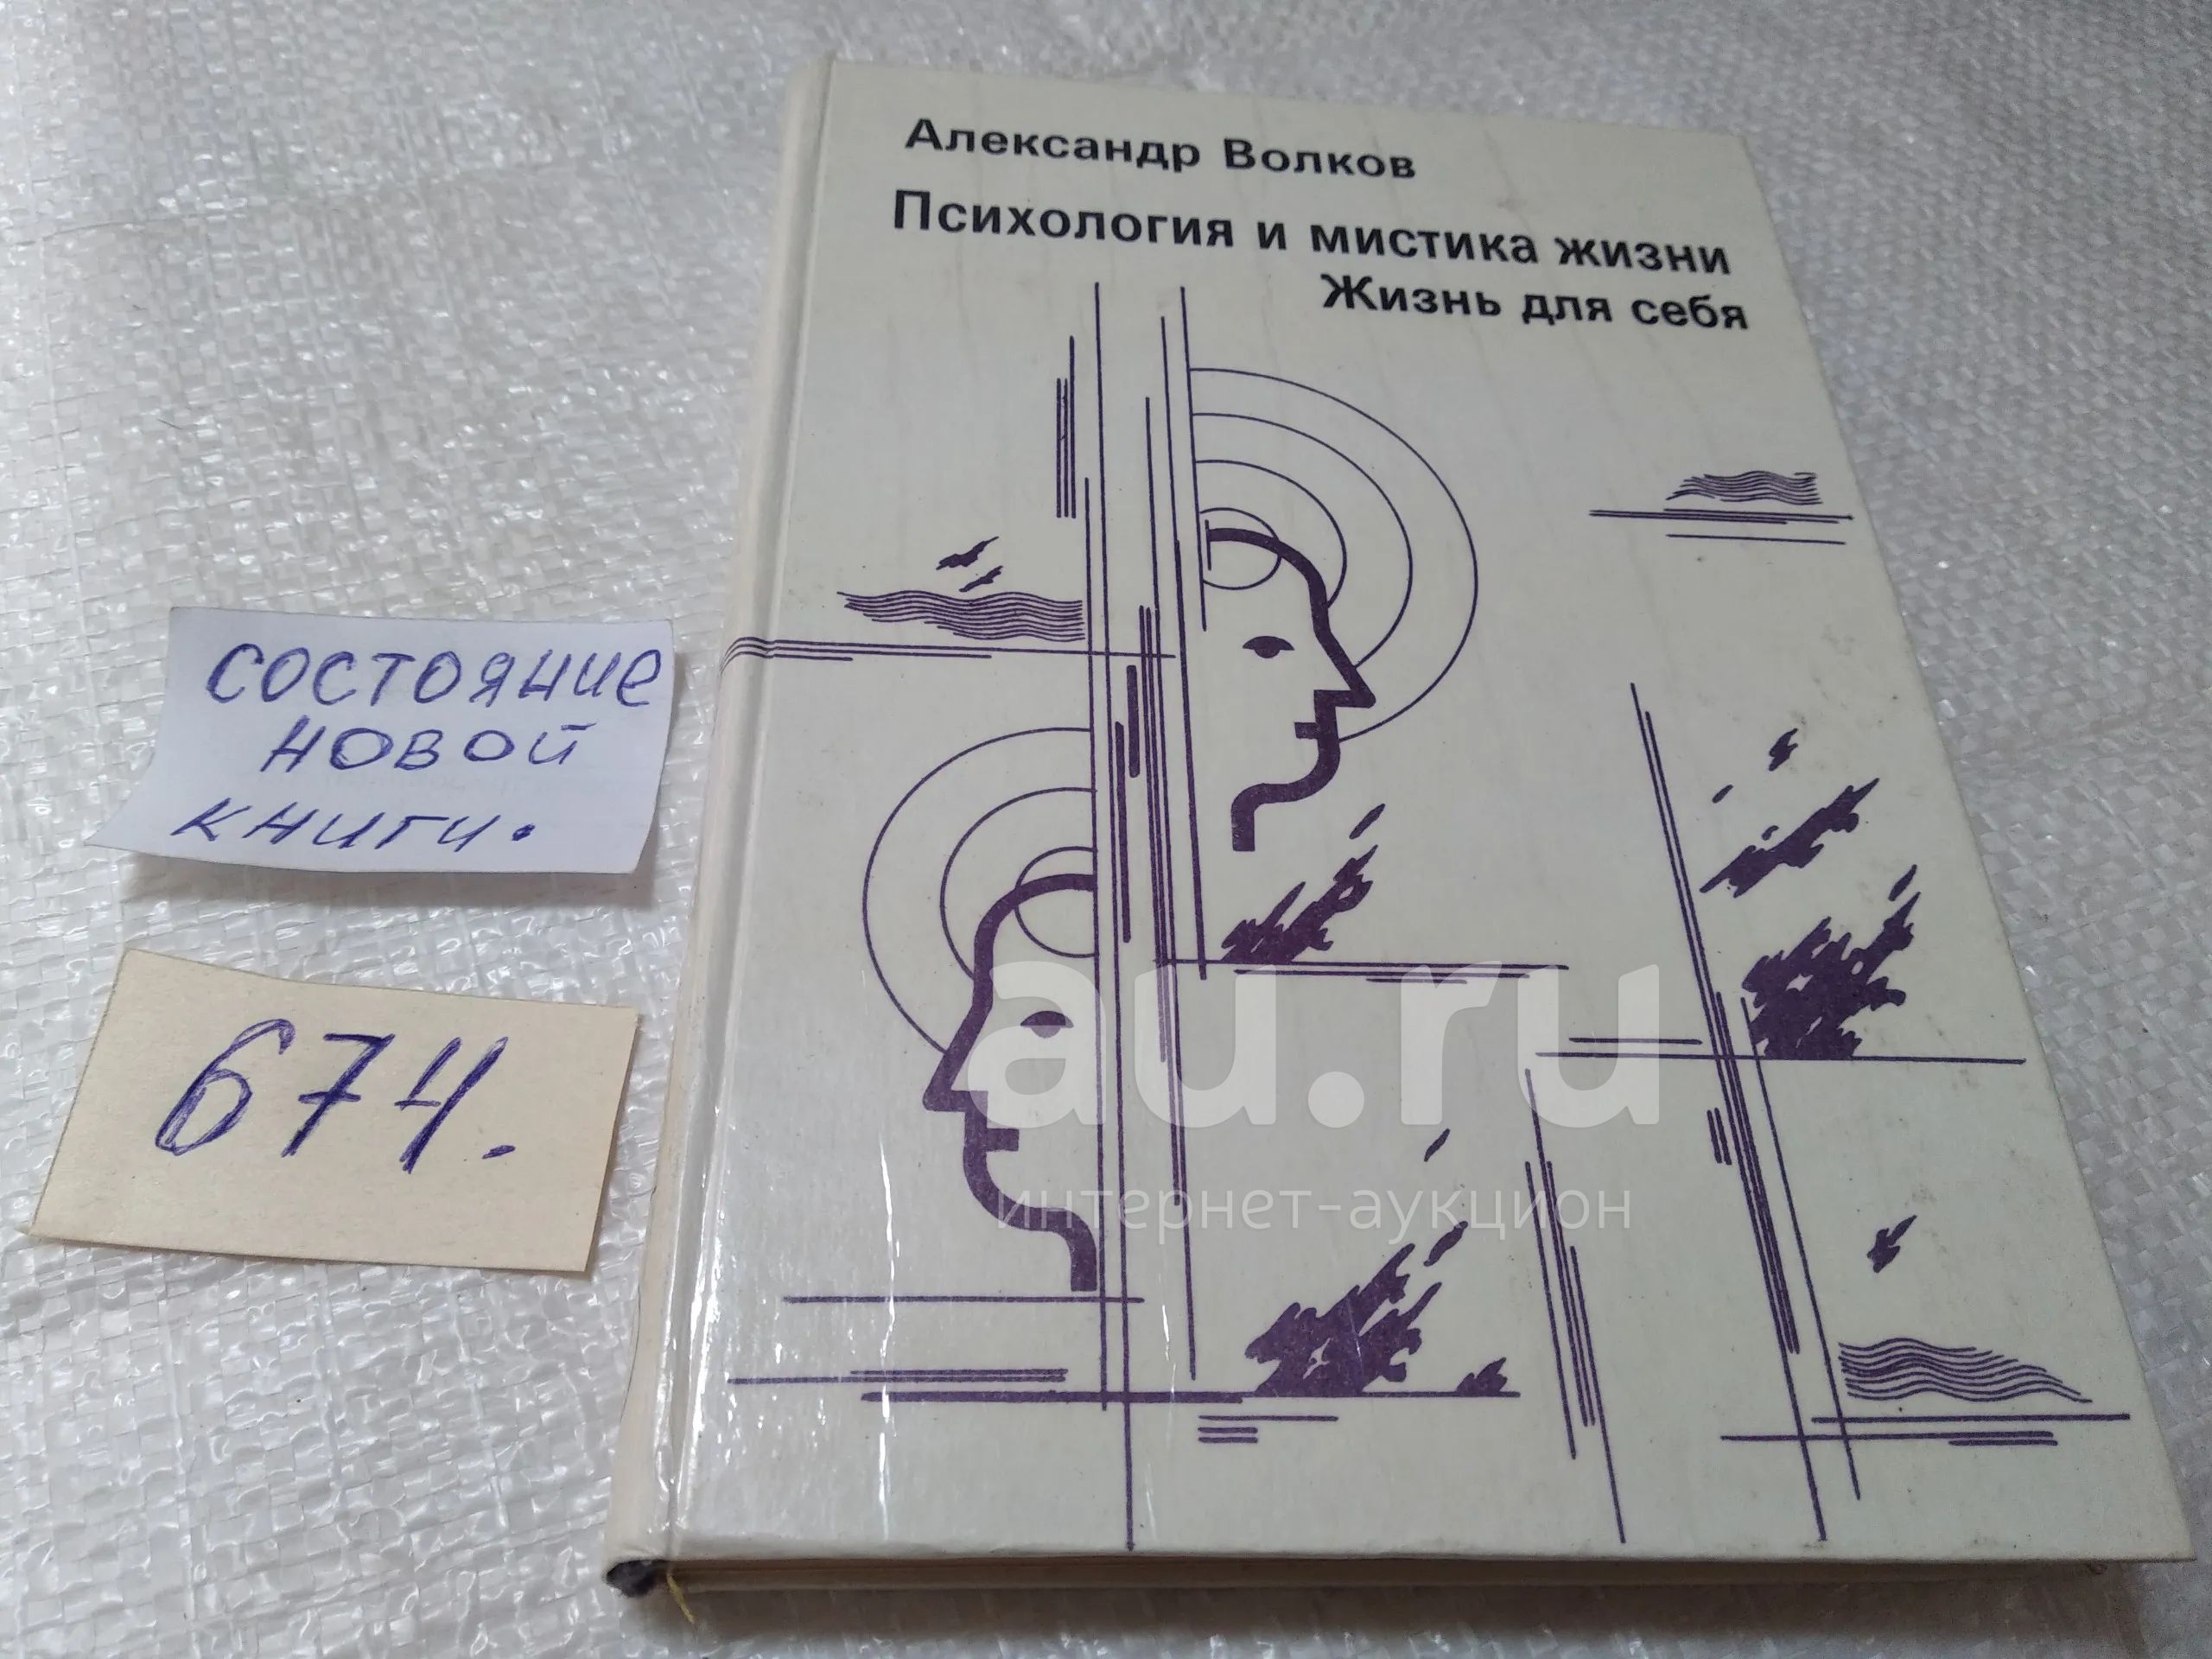 Александр Волков
Психология и мистика жизни
Жизнь для себя
состояние
новой
книги.
674.
au.ru
интернет-аукцион